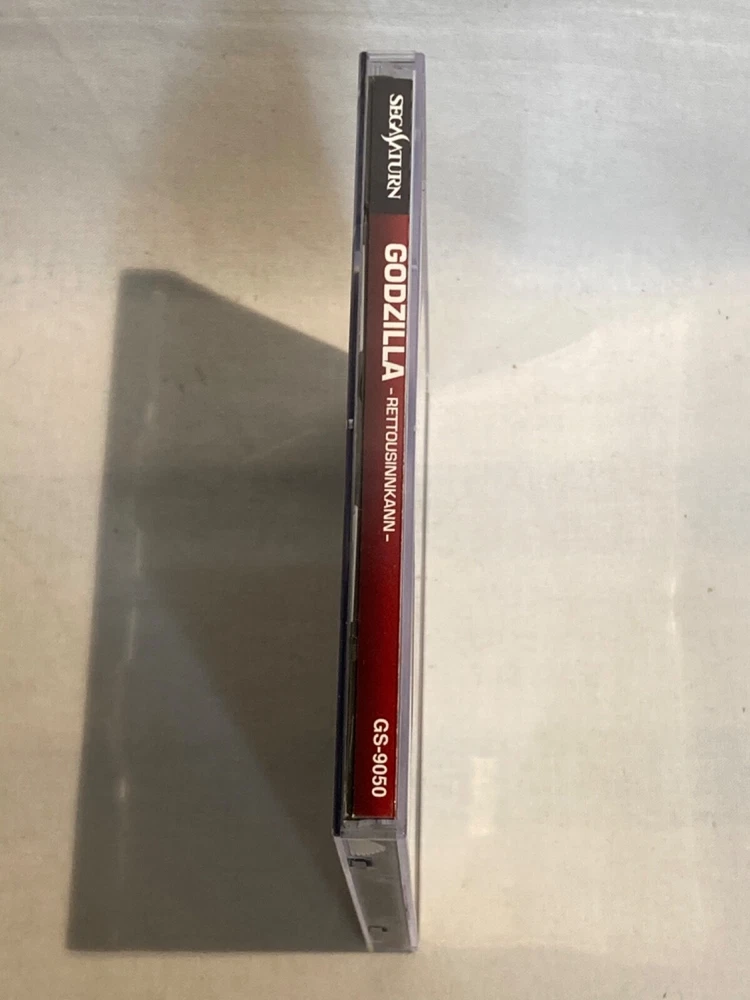 SEGA SATURN
GODZILLA -RETTOUSINNKANN-
GS-9050